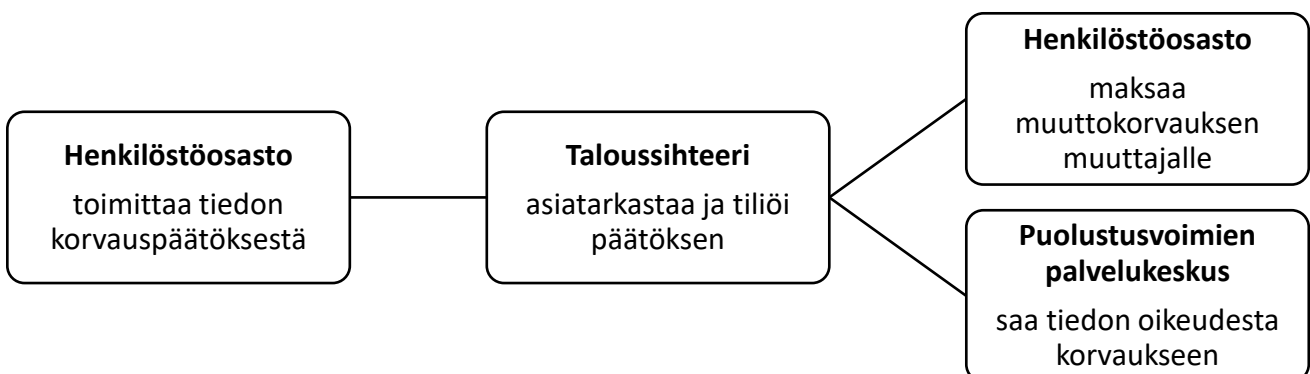 Henkilöstöosasto
toimittaa tiedon
korvauspäätöksestä
Taloussihteeri
asiatarkastaa ja tiliöi
päätöksen
Henkilöstöosasto
maksaa
muuttokorvauksen
muuttajalle
Puolustusvoimien
palvelukeskus
saa tiedon oikeudesta
korvaukseen